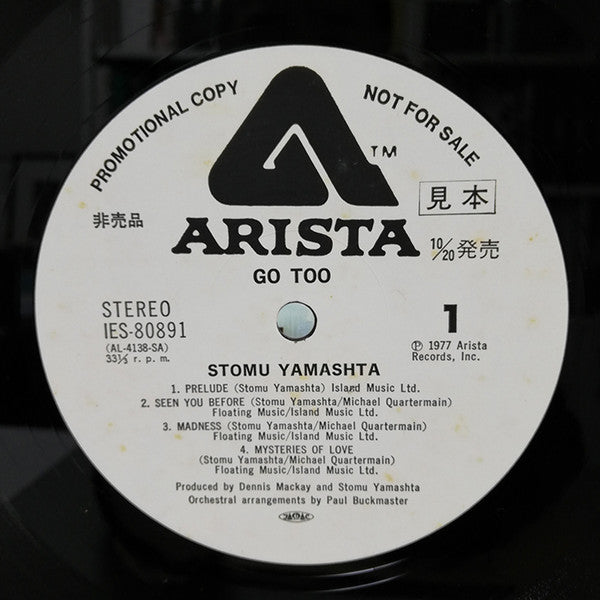 PROMOTIONAL COPY
NOT FOR SALE
TM
見本
非売品
ARISTA
10/20発売
GO TOO
STEREO
IES-80891
(AL-4138-SA)
33⅓ r. p. m.
1
Ⓟ 1977 Arista
Records, Inc.
STOMU YAMASHTA
1. PRELUDE (Stomu Yamashta) Island Music Ltd.
2. SEEN YOU BEFORE (Stomu Yamashta/Michael Quartermain)
Floating Music/Island Music Ltd.
3. MADNESS (Stomu Yamashta/Michael Quartermain)
Floating Music/Island Music Ltd.
4. MYSTERIES OF LOVE
(Stomu Yamashta/Michael Quartermain)
Floating Music/Island Music Ltd.
Produced by Dennis Mackay and Stomu Yamashta
Orchestral arrangements by Paul Buckmaster
JASRAC